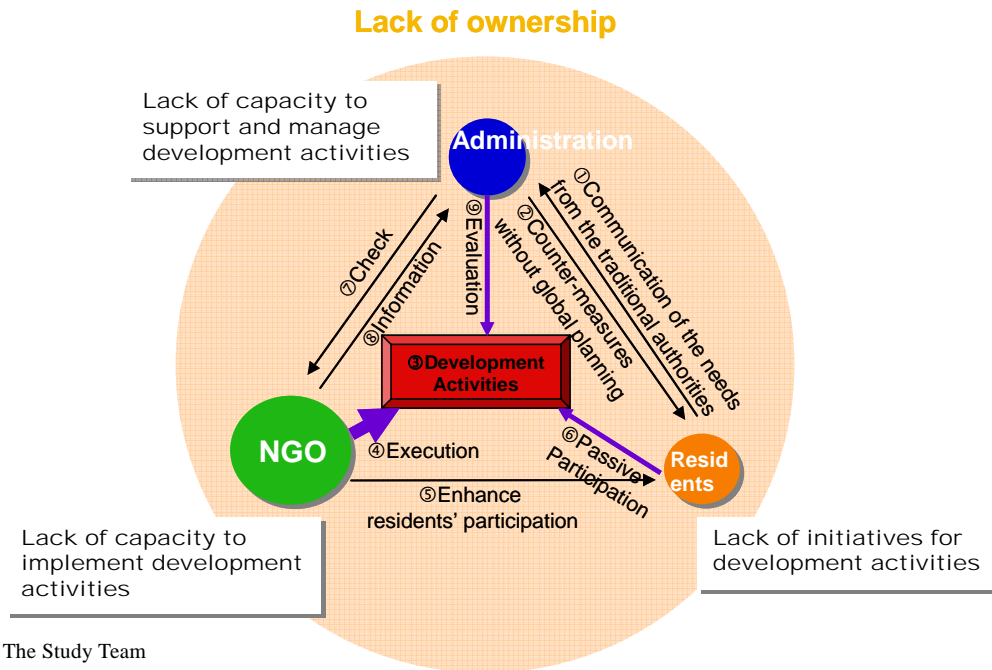 Lack of ownership
Lack of capacity to
support and manage
development activities
Administration
①Communication of the needs
from the traditional authorities
②Counter-measures
without global planning
⑨Evaluation
⑦Check
⑧Information
③Development
Activities
NGO
④Execution
⑥Passive
Participation
Resid
ents
⑤Enhance
residents' participation
Lack of capacity to
implement development
activities
Lack of initiatives for
development activities
The Study Team